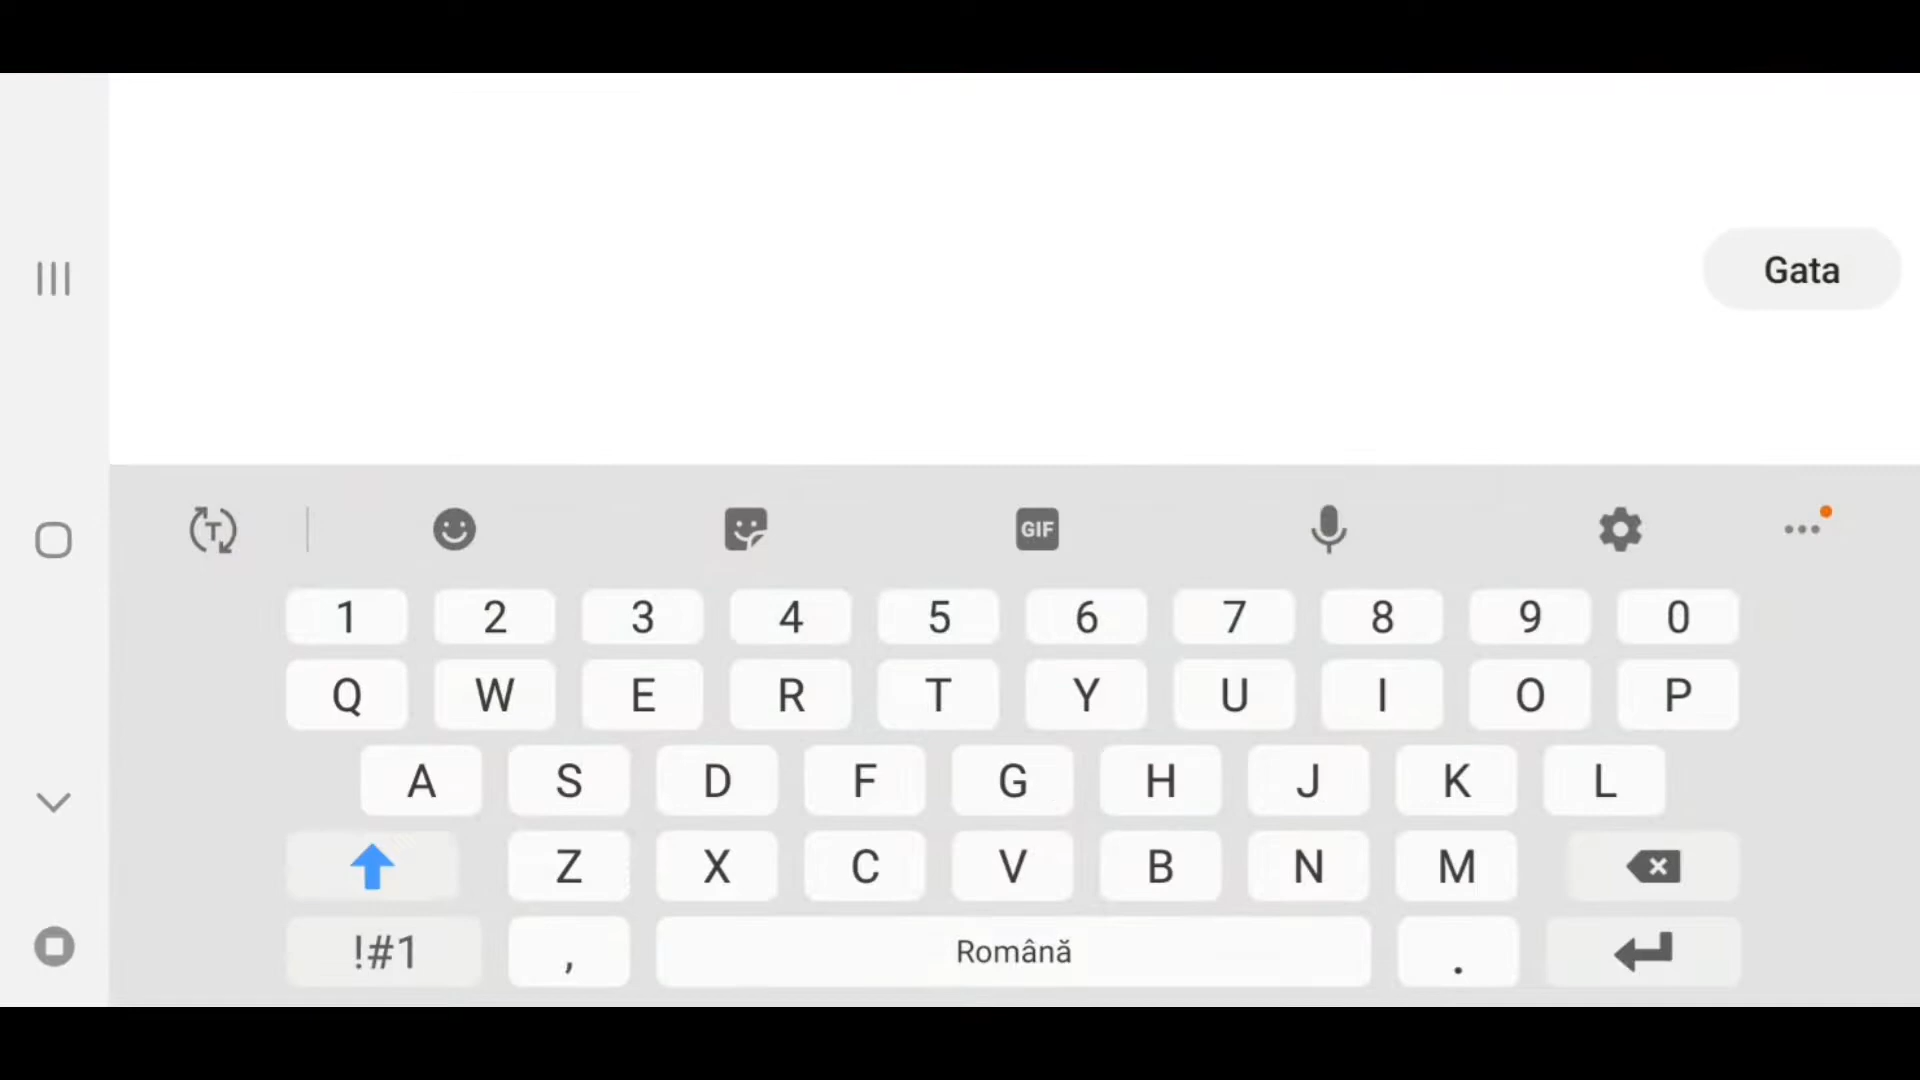 Gata
T GIF
1 2 3 4 5 6 7 8 9 0
Q W E R T Y U I O P
A S D F G H J K L
Z X C V B N M
!#1 , Română .